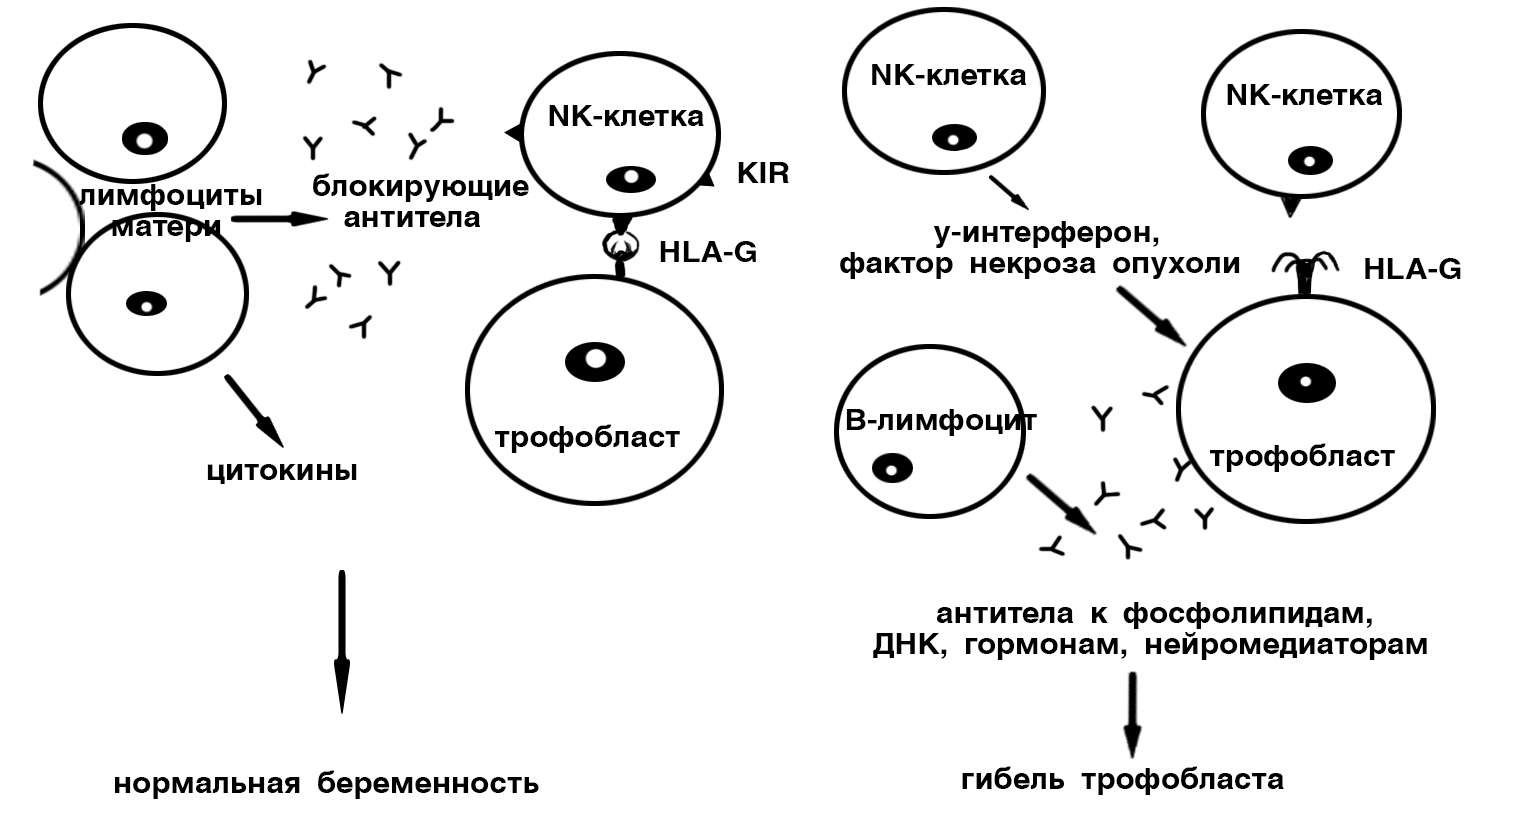 лимфоциты
матери
блокирующие
антитела
NK-клетка
KIR
HLA-G
трофобласт
цитокины
нормальная беременность
NK-клетка
NK-клетка
у-интерферон,
фактор некроза опухоли
HLA-G
В-лимфоцит
трофобласт
антитела к фосфолипидам,
ДНК, гормонам, нейромедиаторам
гибель трофобласта